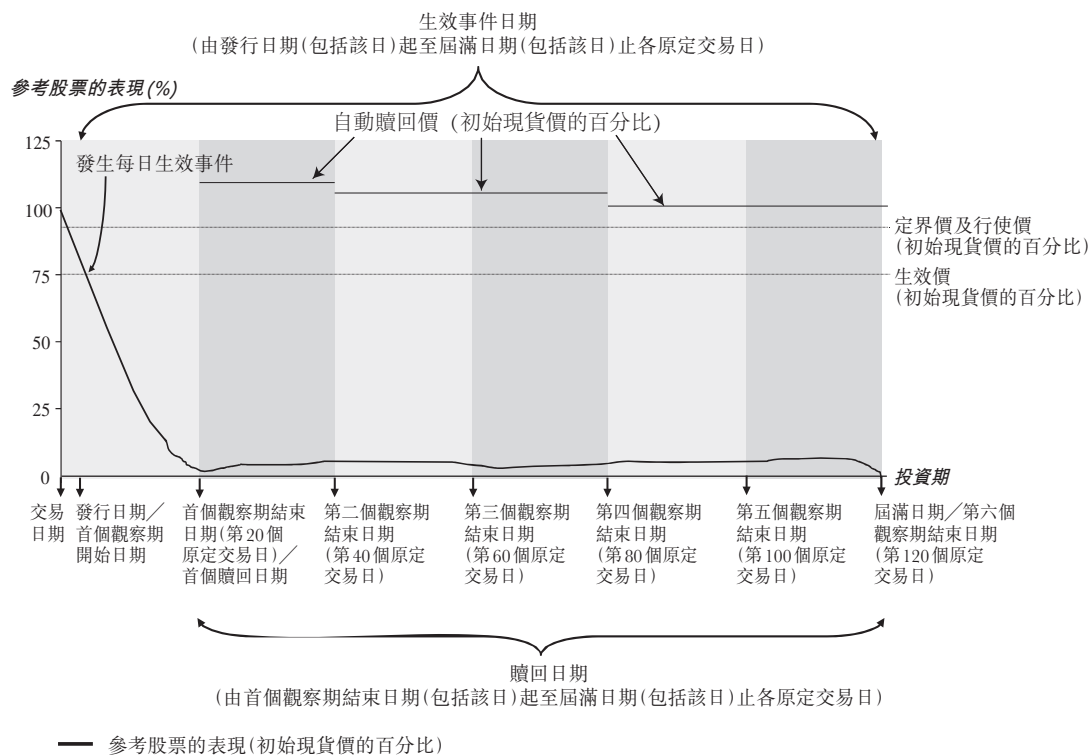 生效事件日期
(由發行日期(包括該日)起至屆滿日期(包括該日)止各原定交易日)
參考股票的表現(%)
自動贖回價 (初始現貨價的百分比)
125
發生每日生效事件
100
定界價及行使價
(初始現貨價的百分比)
75
生效價
(初始現貨價的百分比)
50
25
0
投資期
交易
日期
發行日期/
首個觀察期
開始日期
首個觀察期結束
日期(第20個
原定交易日)/
首個贖回日期
第二個觀察期
結束日期
(第40個原定
交易日)
第三個觀察期
結束日期
(第60個原定
交易日)
第四個觀察期
結束日期
(第80個原定
交易日)
第五個觀察期
結束日期
(第100個原定
交易日)
屆滿日期/第六個
觀察期結束日期
(第120個原定
交易日)
贖回日期
(由首個觀察期結束日期(包括該日)起至屆滿日期(包括該日)止各原定交易日)
參考股票的表現(初始現貨價的百分比)